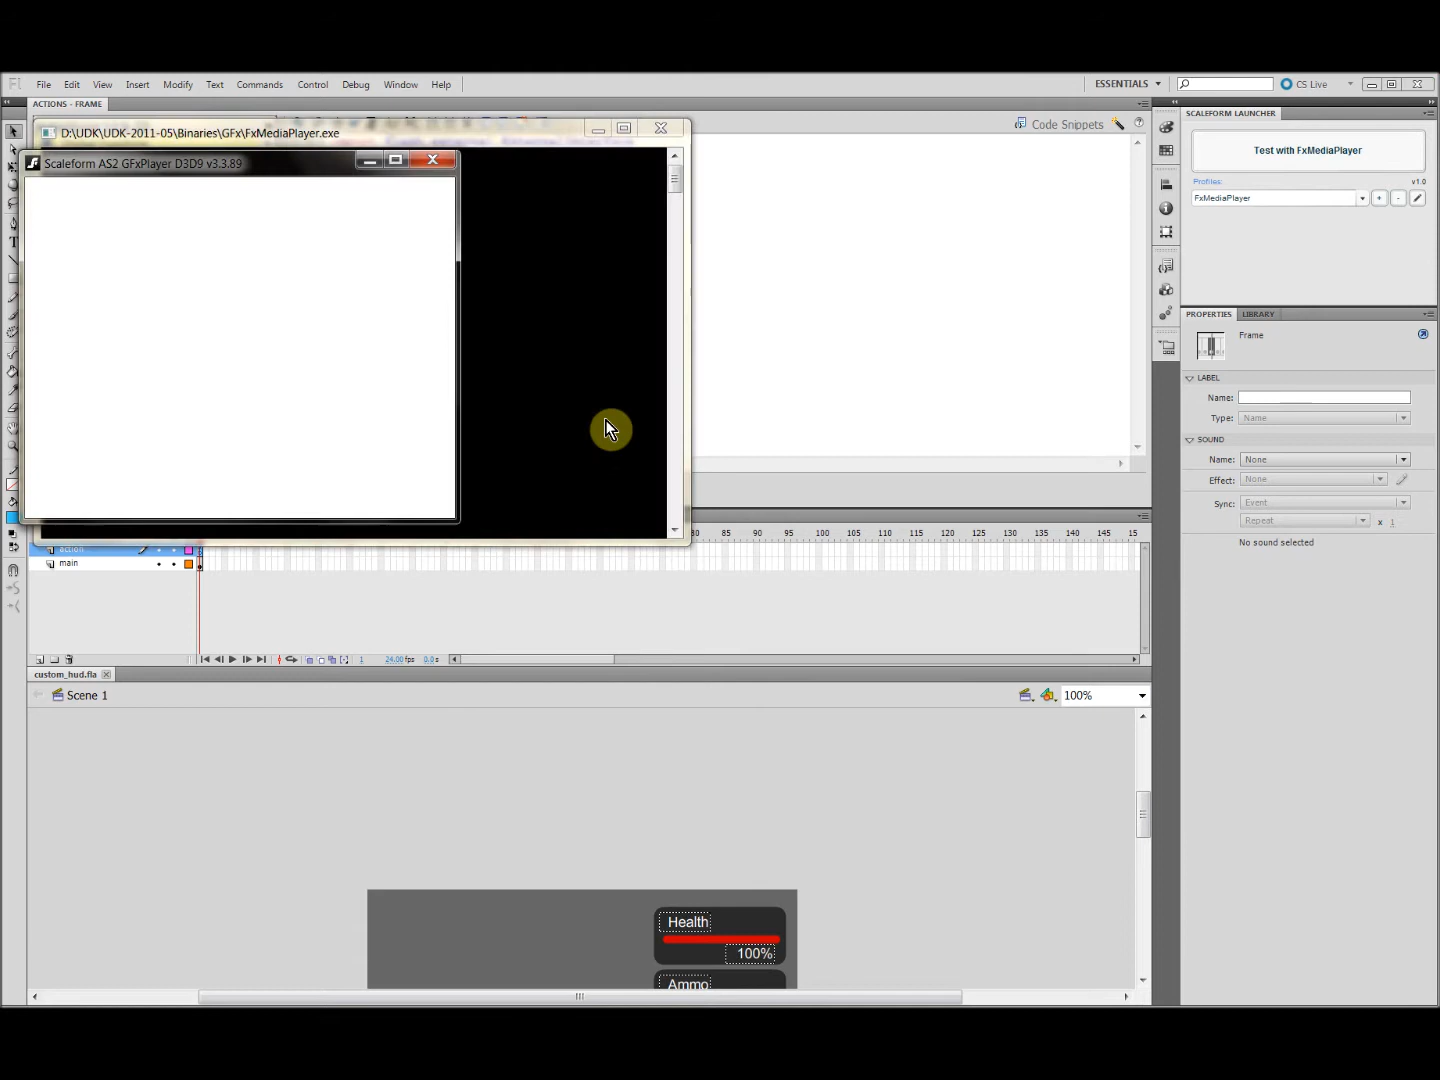 Fl File Edit View Insert Modify Text Commands Control Debug Window Help ESSENTIALS CS Live
ACTIONS - FRAME
D:\UDK\UDK-2011-05\Binaries\GFx\FxMediaPlayer.exe
Code Snippets
Scaleform AS2 GFxPlayer D3D9 v3.3.89
SCALEFORM LAUNCHER
Test with FxMediaPlayer
Profiles: v1.0
FxMediaPlayer + -
PROPERTIES LIBRARY
Frame
LABEL
Name:
Type: Name
SOUND
Name: None
Effect: None
Sync: Event
Repeat x 1
No sound selected
80 85 90 95 100 105 110 115 120 125 130 135 140 145 15
action
main
1 24.00 fps 0.0 s
custom_hud.fla
Scene 1 100%
Health
100%
Ammo